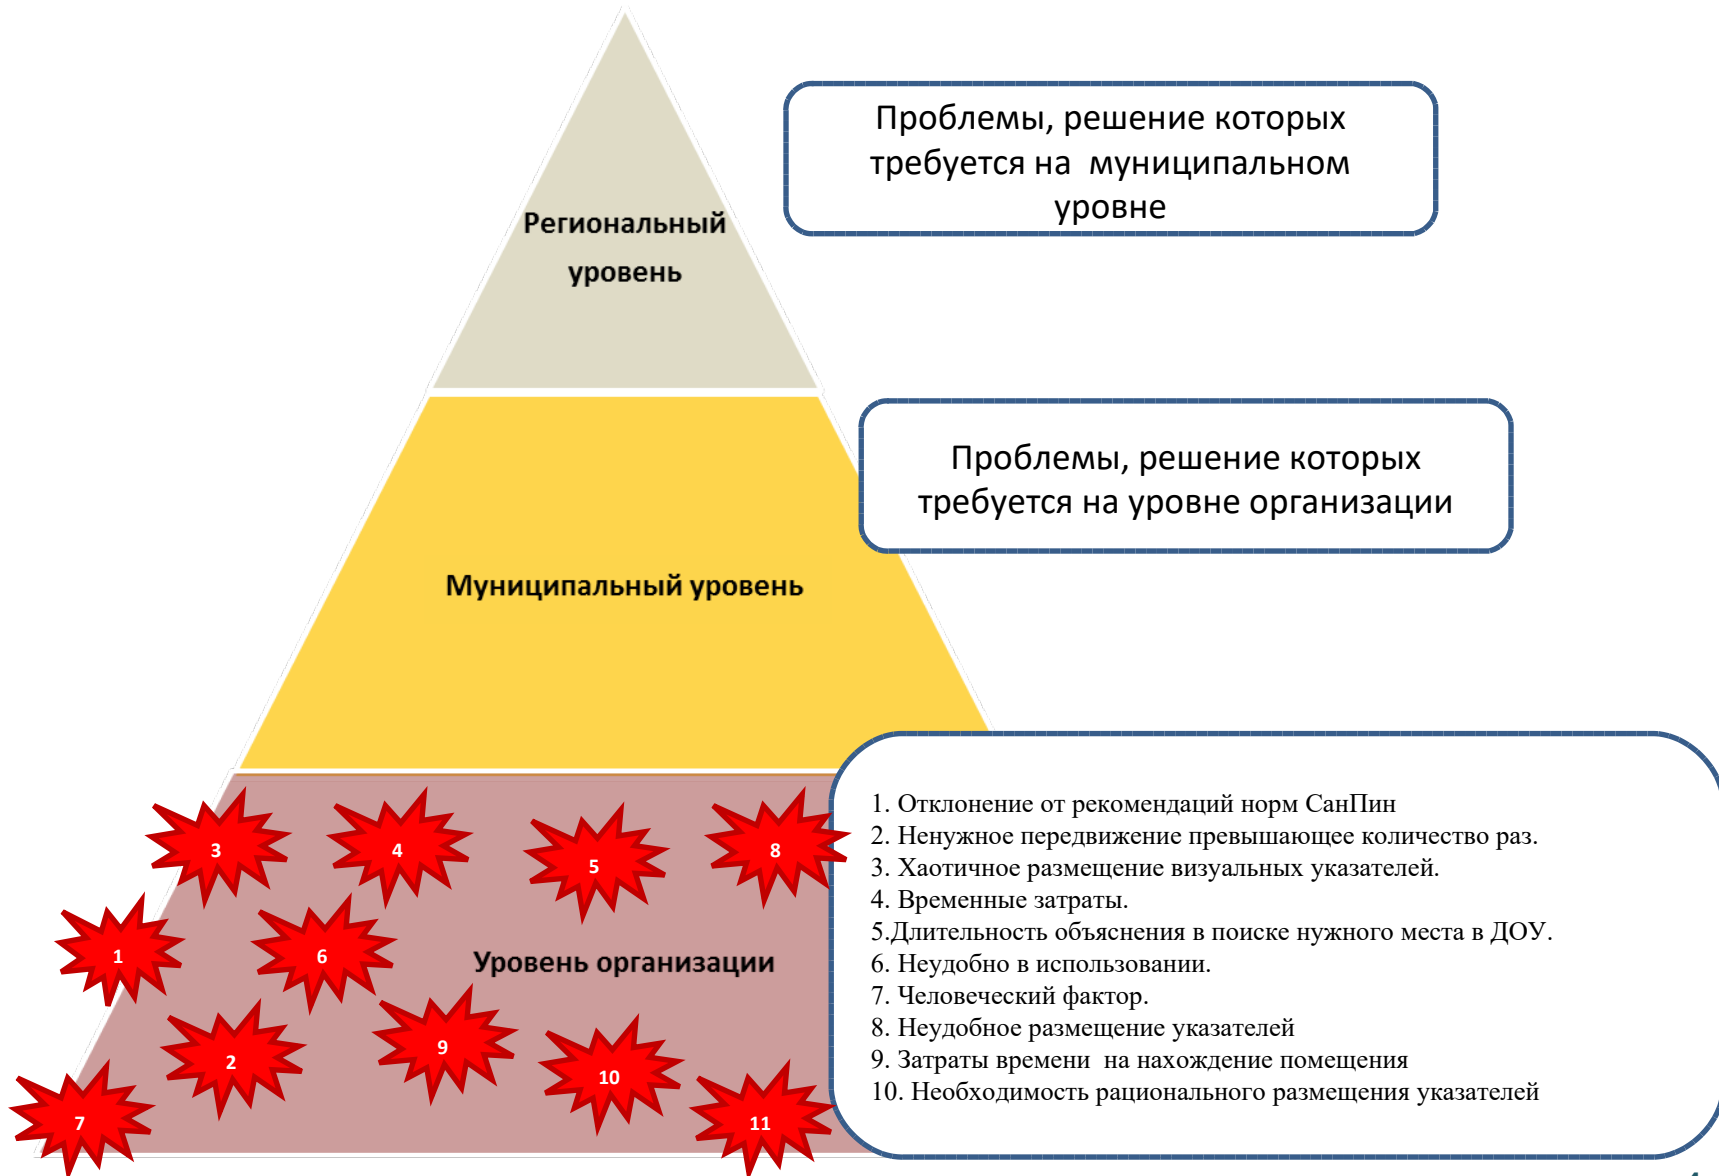 Проблемы, решение которых
требуется на муниципальном
уровне
Региональный
уровень
Проблемы, решение которых
требуется на уровне организации
Муниципальный уровень
3
4
5
8
1
6
Уровень организации
2
9
10
7
11
1. Отклонение от рекомендаций норм СанПин
2. Ненужное передвижение превышающее количество раз.
3. Хаотичное размещение визуальных указателей.
4. Временные затраты.
5.Длительность объяснения в поиске нужного места в ДОУ.
6. Неудобно в использовании.
7. Человеческий фактор.
8. Неудобное размещение указателей
9. Затраты времени на нахождение помещения
10. Необходимость рационального размещения указателей